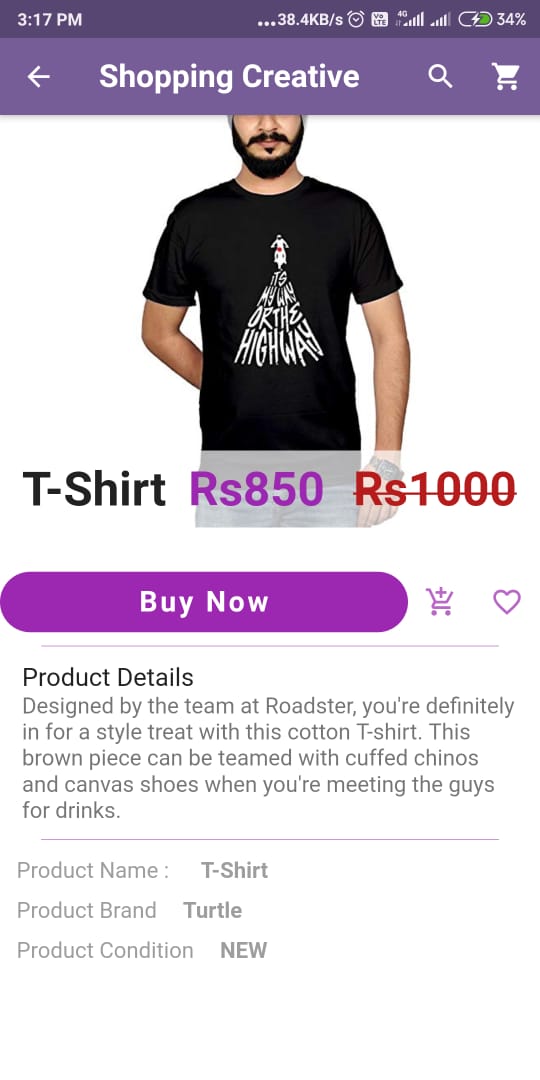 3:17 PM ...38.4KB/s Vo LTE 4G 34%
Shopping Creative
ITS
MY WAY
OR THE
HIGHWAY
T-Shirt Rs850 Rs1000
Buy Now
Product Details
Designed by the team at Roadster, you're definitely
in for a style treat with this cotton T-shirt. This
brown piece can be teamed with cuffed chinos
and canvas shoes when you're meeting the guys
for drinks.
Product Name : T-Shirt
Product Brand Turtle
Product Condition NEW